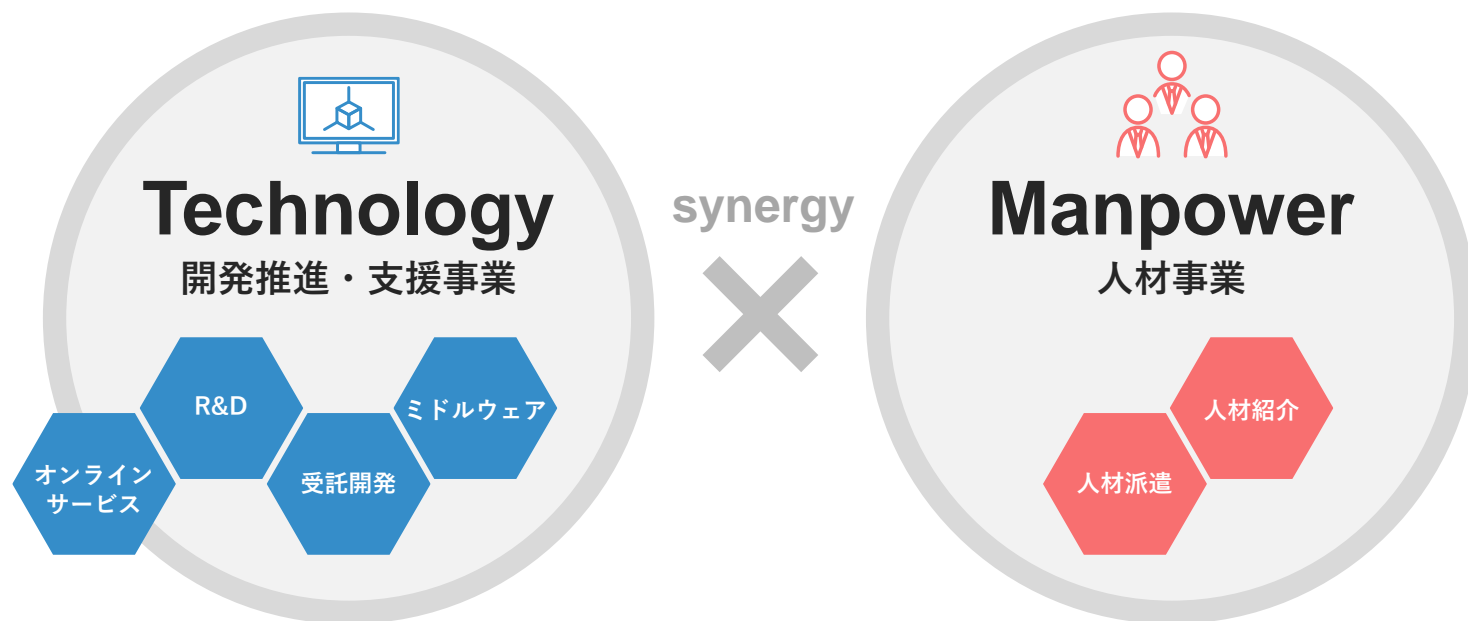 Technology
開発推進・支援事業
オンライン
サービス
R&D
受託開発
ミドルウェア
synergy
Manpower
人材事業
人材派遣
人材紹介